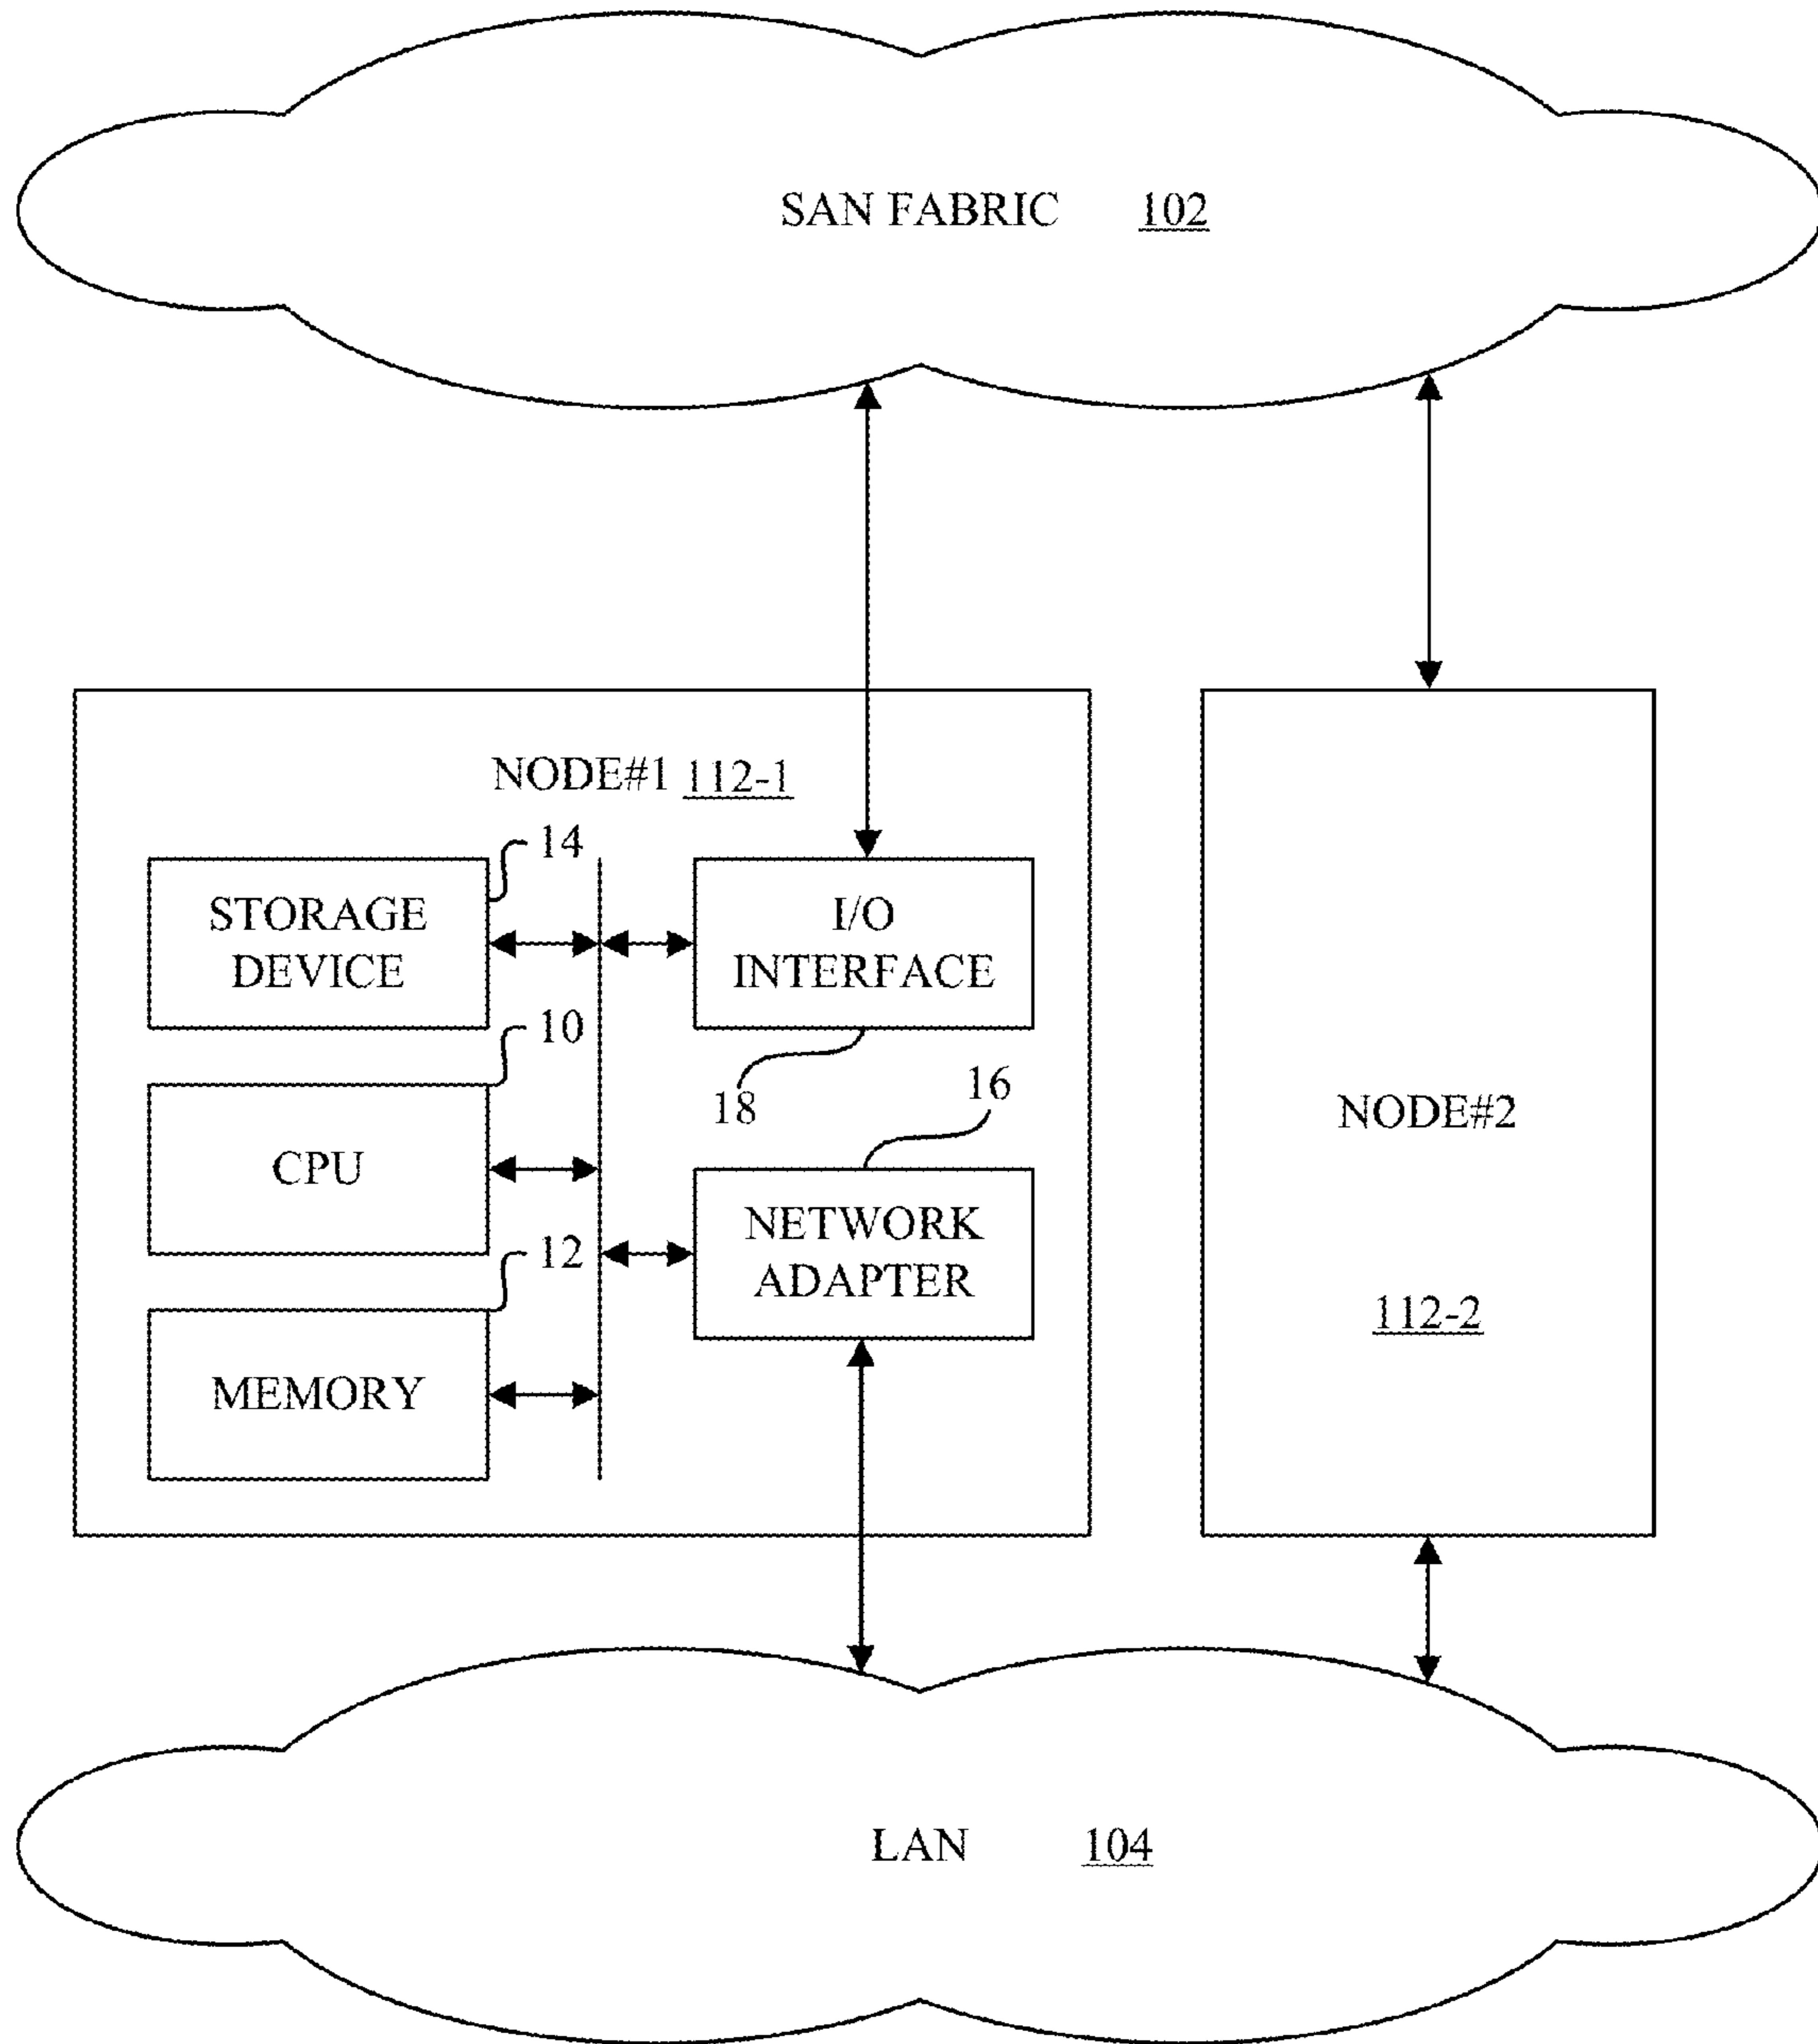 SAN FABRIC 102
NODE#1 112-1
14
STORAGE
DEVICE
I/O
INTERFACE
10
18
16
CPU
NODE#2
NETWORK
ADAPTER
12
112-2
MEMORY
LAN 104